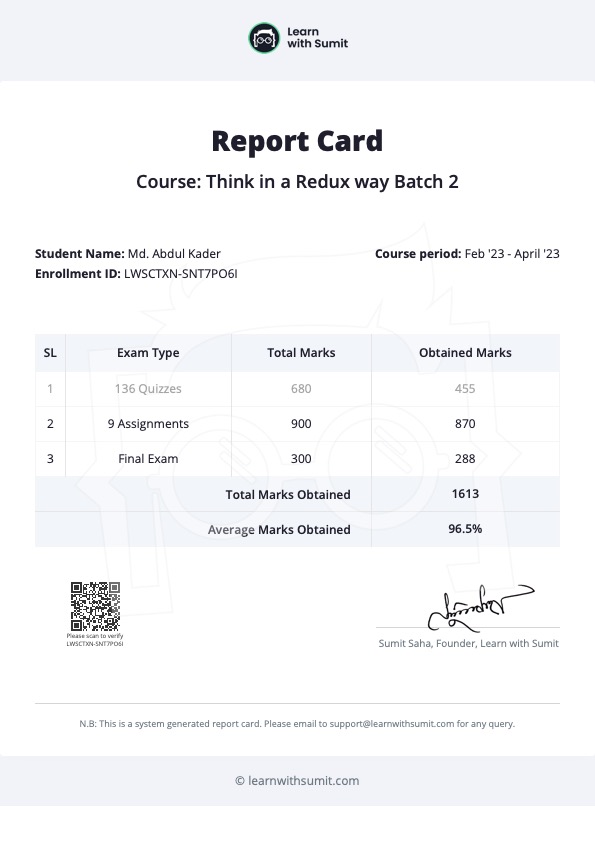 Learn
with Sumit
Report Card
Course: Think in a Redux way Batch 2
Student Name: Md. Abdul Kader Course period: Feb '23 - April '23
Enrollment ID: LWSCTXN-SNT7PO6I
SL Exam Type Total Marks Obtained Marks
1 136 Quizzes 680 455
2 9 Assignments 900 870
3 Final Exam 300 288
Total Marks Obtained 1613
Average Marks Obtained 96.5%
Please scan to verify
LWSCTXN-SNT7PO6I
Sumit Saha, Founder, Learn with Sumit
N.B: This is a system generated report card. Please email to support@learnwithsumit.com for any query.
© learnwithsumit.com